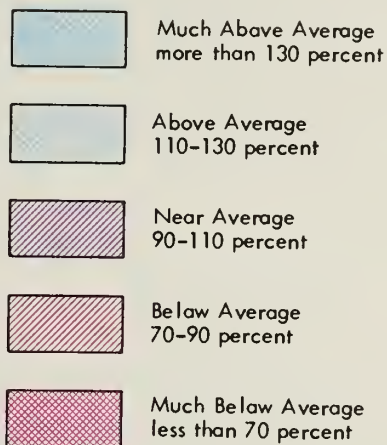 Much Above Average
more than 130 percent
Above Average
110-130 percent
Near Average
90-110 percent
Below Average
70-90 percent
Much Below Average
less than 70 percent